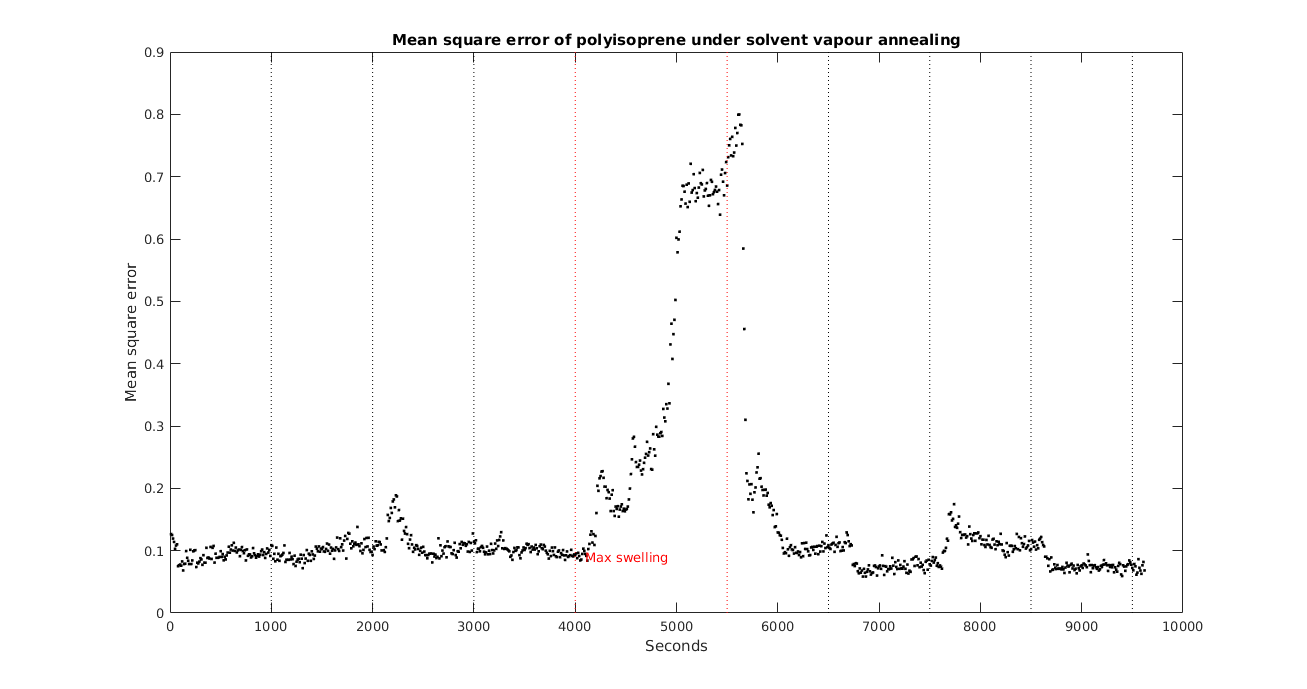 Mean square error of polyisoprene under solvent vapour annealing
0.9
0.8
0.7
0.6
0.5
0.4
0.3
0.2
0.1
0
Mean square error
Max swelling
0 1000 2000 3000 4000 5000 6000 7000 8000 9000 10000
Seconds